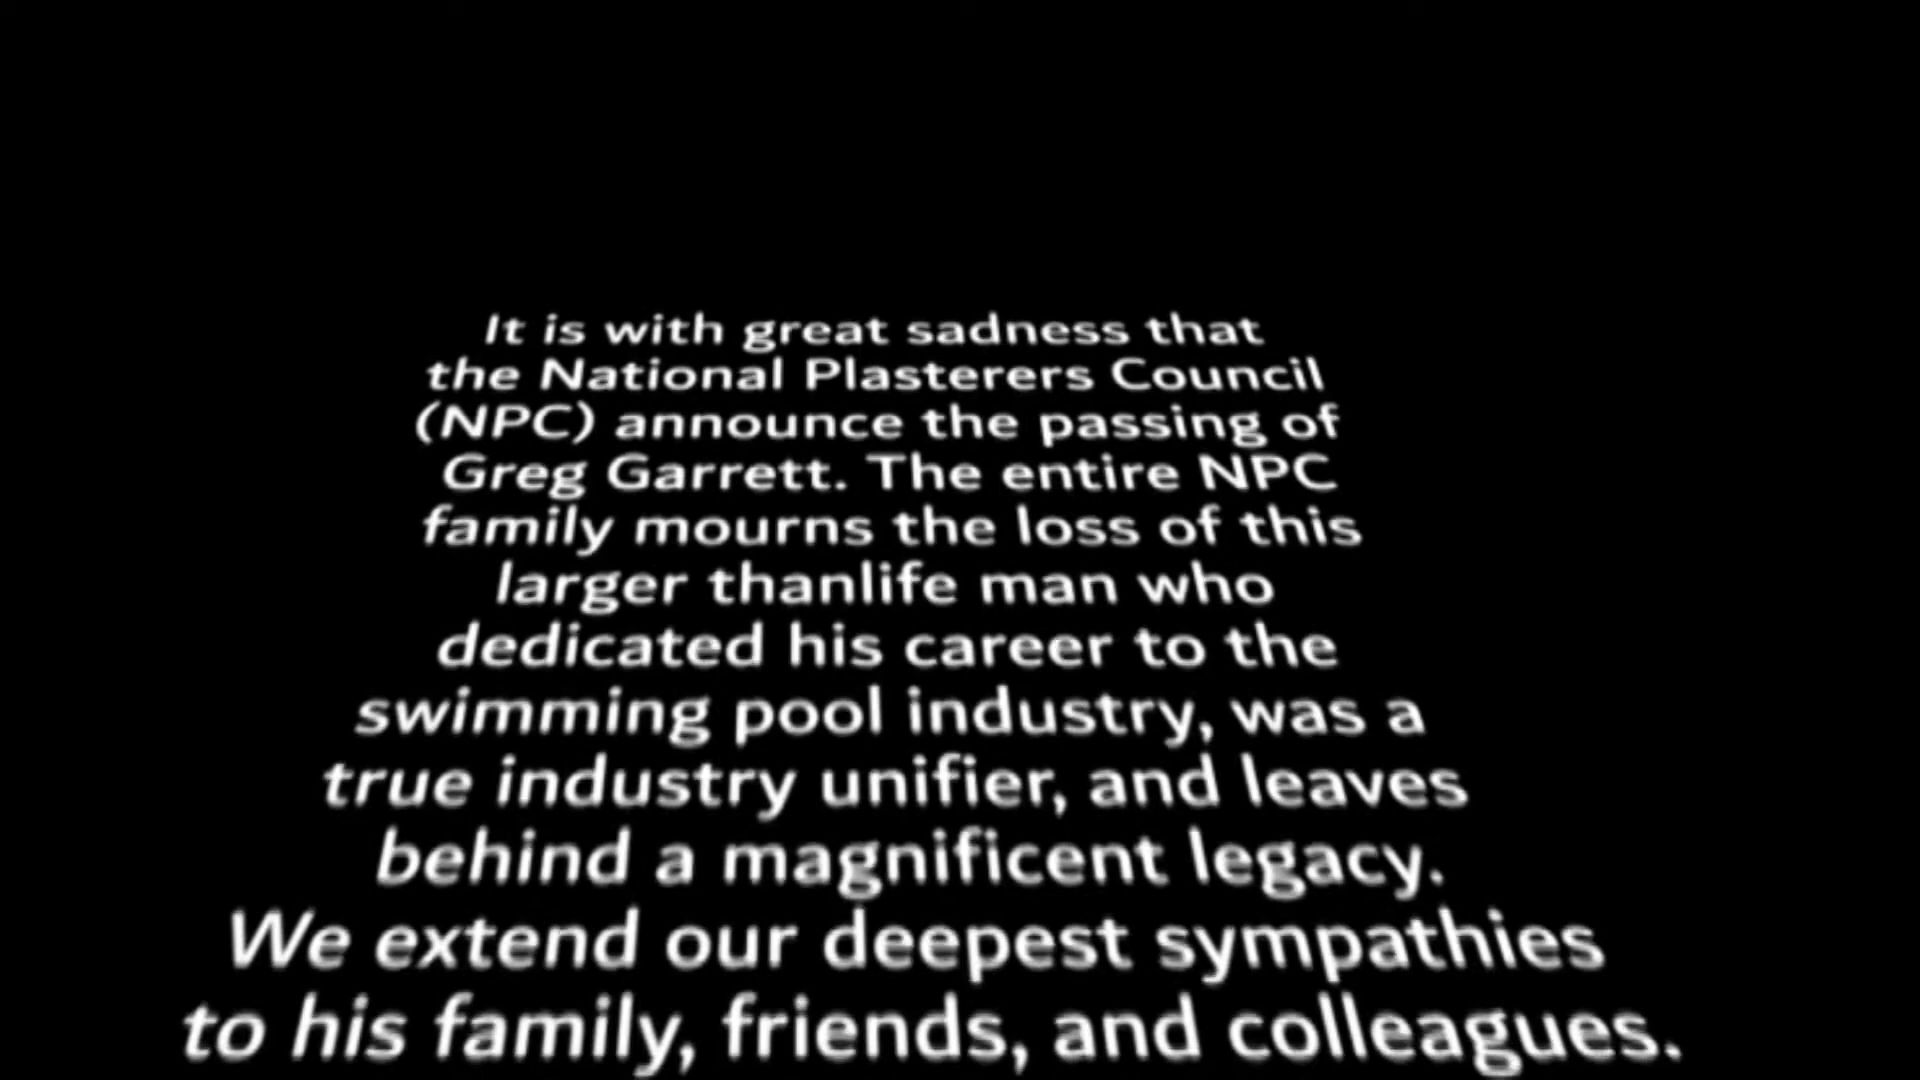 It is with great sadness that
the National Plasterers Council
(NPC) announce the passing of
Greg Garrett. The entire NPC
family mourns the loss of this
larger thanlife man who
dedicated his career to the
swimming pool industry, was a
true industry unifier, and leaves
behind a magnificent legacy.
We extend our deepest sympathies
to his family, friends, and colleagues.